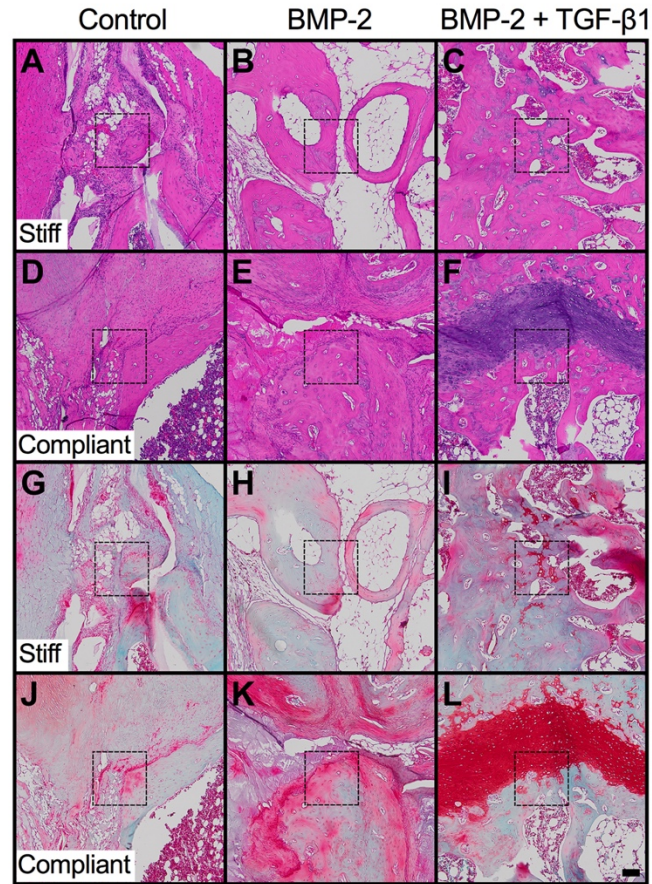 Control BMP-2 BMP-2 + TGF-β1
A B C
Stiff
D E F
Compliant
G H I
Stiff
J K L
Compliant